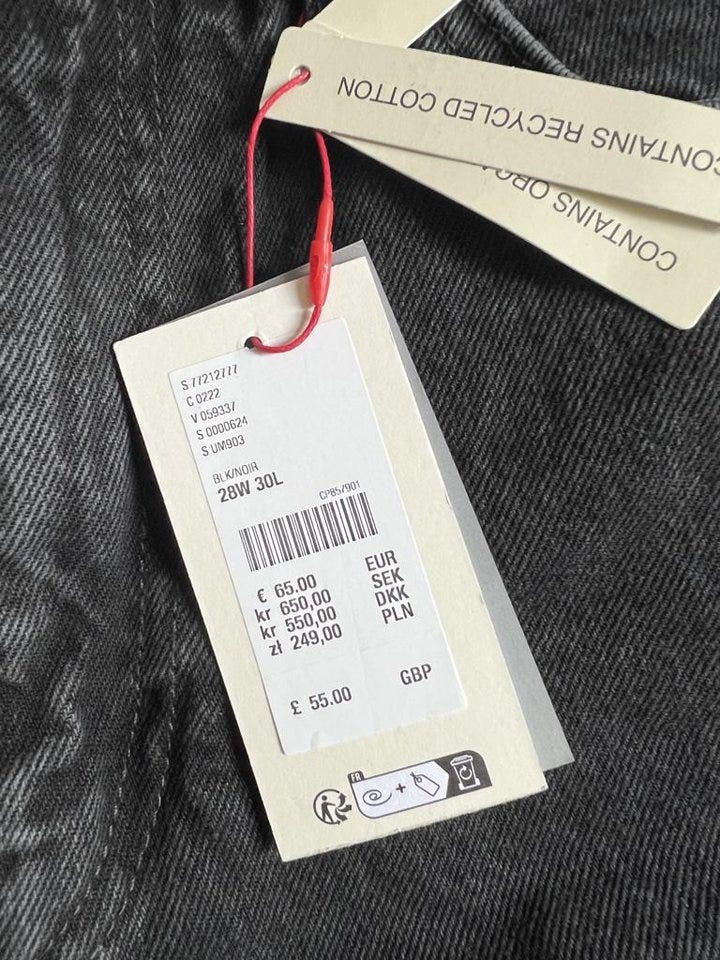 CONTAINS RECYCLED COTTON
CONTAINS
S 77212777
C 0222
V 059337
S 0000624
S UM903
BLK/NOIR
28W 30L
CP857901
€ 65.00 EUR
kr 650,00 SEK
kr 550,00 DKK
zł 249,00 PLN
£ 55.00 GBP
FR
+